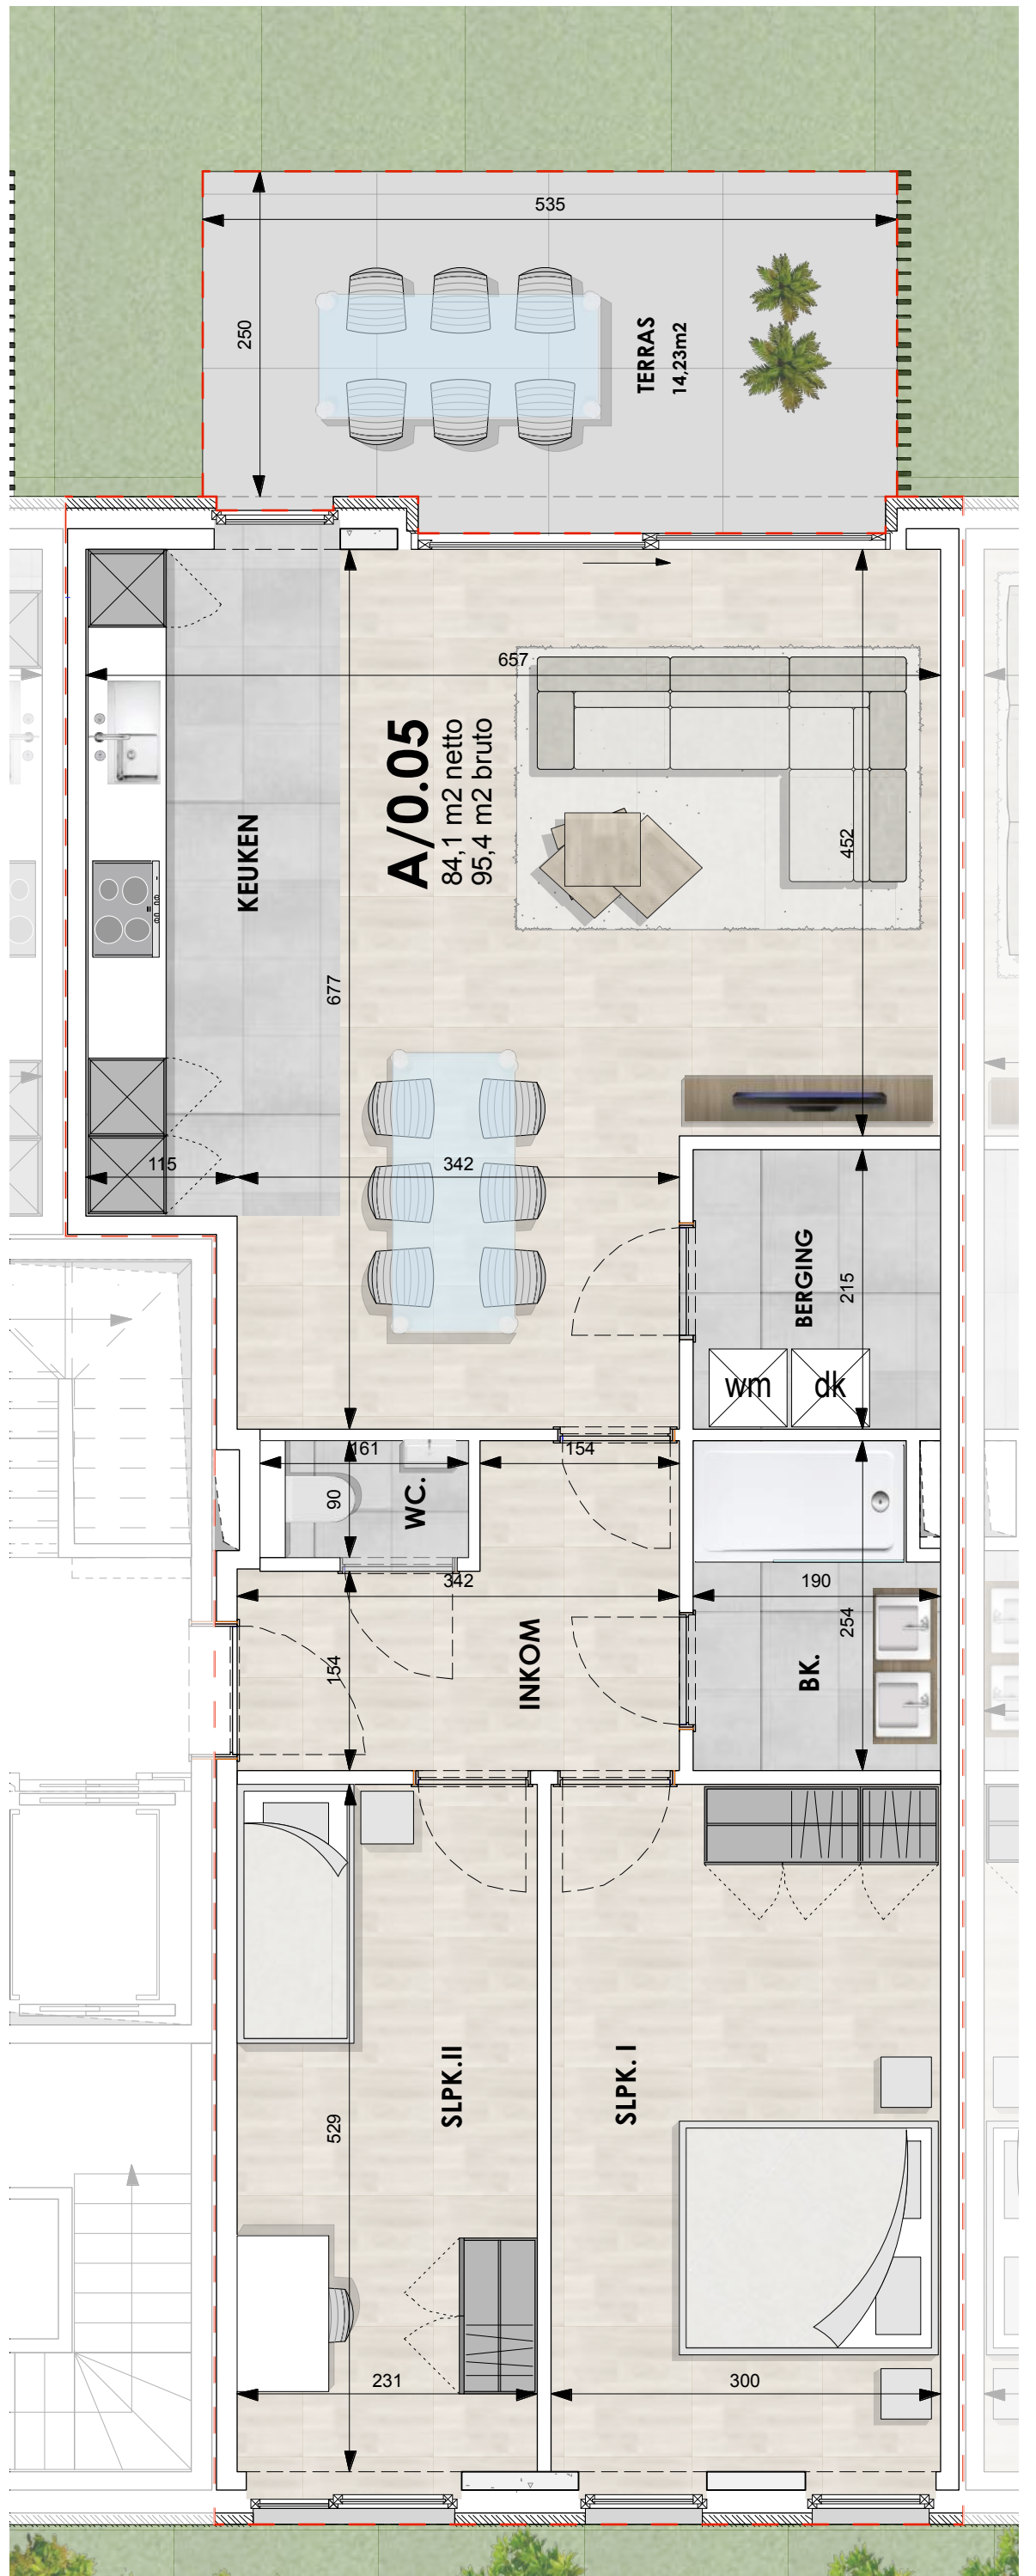 535
250
TERRAS
14,23m2
657
A/0.05
84,1 m2 netto
95,4 m2 bruto
KEUKEN
452
677
115
342
BERGING
215
wm
dk
161
154
90
WC.
342
190
254
154
INKOM
BK.
SLPK.II
SLPK. I
529
231
300